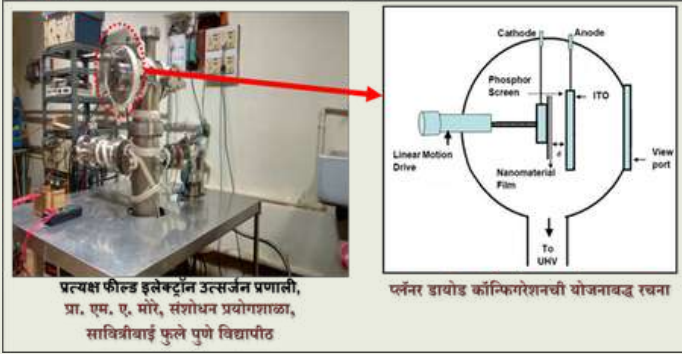 Cathode
Anode
Phosphor
Screen
ITO
Linear Motion
Drive
d
Nanomaterial
Film
View
port
To
UHV
प्रत्यक्ष फील्ड इलेक्ट्रॉन उत्सर्जन प्रणाली,
प्रा. एम. ए. मोरे, संशोधन प्रयोगशाळा,
सावित्रीबाई फुले पुणे विद्यापीठ
प्लॅनर डायोड कॉन्फिगरेशनची योजनाबद्ध रचना